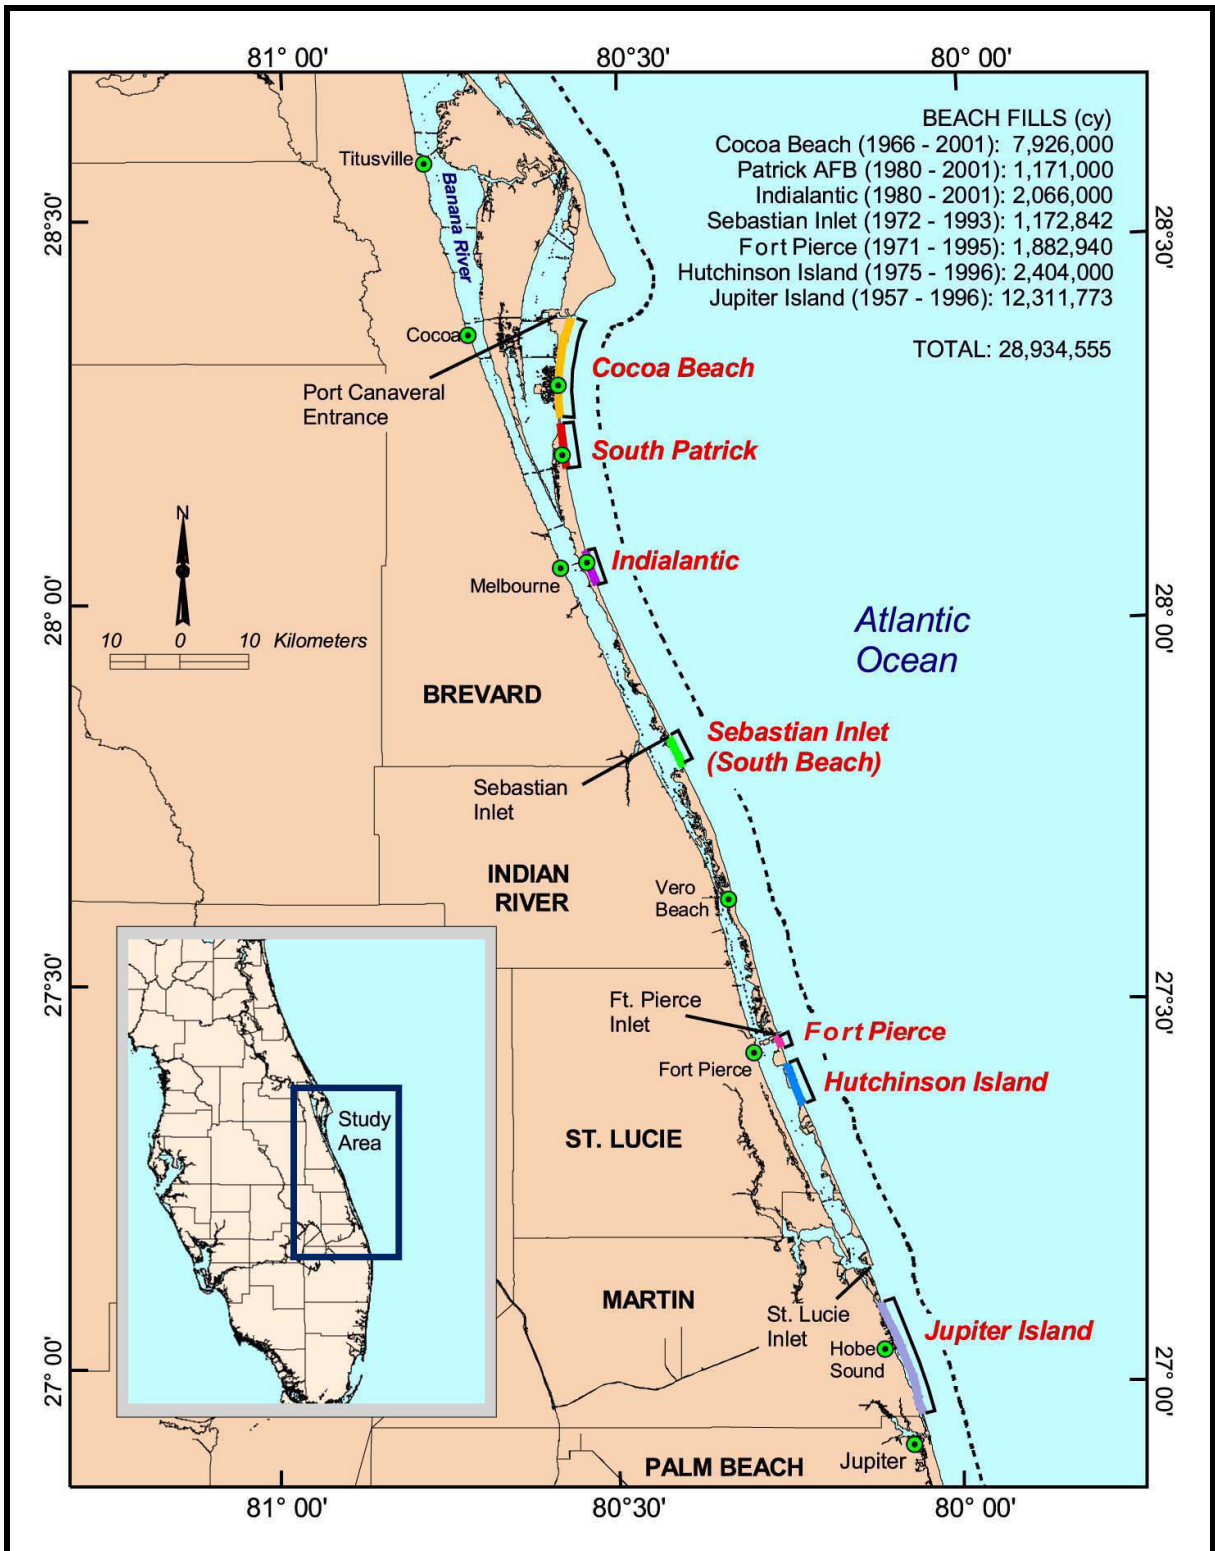 81° 00'
80°30'
80° 00'
BEACH FILLS (cy)
Cocoa Beach (1966 - 2001): 7,926,000
Patrick AFB (1980 - 2001): 1,171,000
Indialantic (1980 - 2001): 2,066,000
Sebastian Inlet (1972 - 1993): 1,172,842
Fort Pierce (1971 - 1995): 1,882,940
Hutchinson Island (1975 - 1996): 2,404,000
Jupiter Island (1957 - 1996): 12,311,773
TOTAL: 28,934,555
Titusville
Banana River
28°30'
28°30'
Cocoa
Port Canaveral
Entrance
Cocoa Beach
South Patrick
N
Indialantic
Melbourne
28° 00'
28° 00'
10 0 10 Kilometers
Atlantic
Ocean
BREVARD
Sebastian Inlet
(South Beach)
Sebastian
Inlet
INDIAN
RIVER
Vero
Beach
27°30'
27°30'
Ft. Pierce
Inlet
Fort Pierce
Fort Pierce
Hutchinson Island
Study
Area
ST. LUCIE
MARTIN
St. Lucie
Inlet
Jupiter Island
Hobe
Sound
27° 00'
27° 00'
PALM BEACH
Jupiter
81° 00'
80°30'
80° 00'